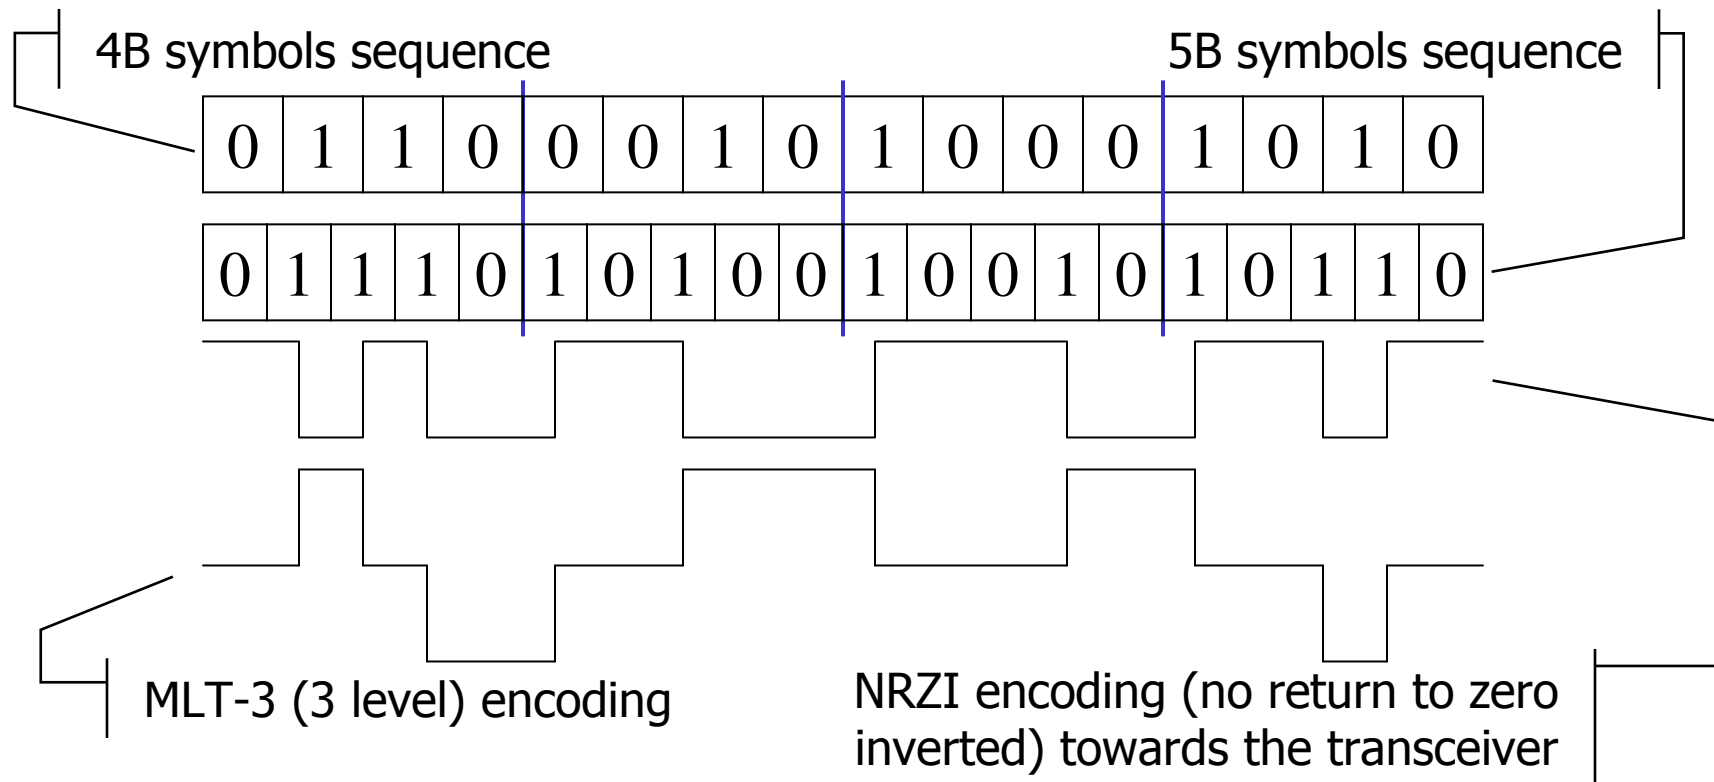 4B symbols sequence
5B symbols sequence
0 1 1 0 0 0 1 0 1 0 0 0 1 0 1 0
0 1 1 1 0 1 0 1 0 0 1 0 0 1 0 1 0 1 1 0
MLT-3 (3 level) encoding
NRZI encoding (no return to zero
inverted) towards the transceiver